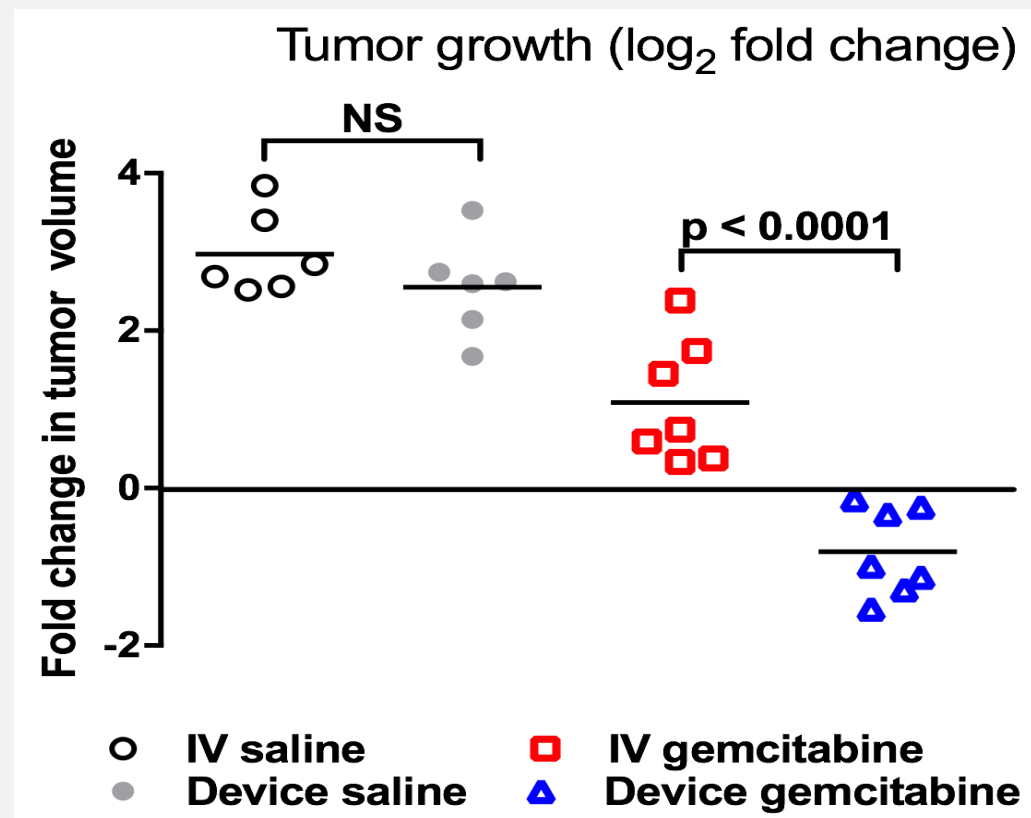 Tumor growth (log₂ fold change)
NS
p < 0.0001
Fold change in tumor volume
4
2
0
-2
IV saline
IV gemcitabine
Device saline
Device gemcitabine